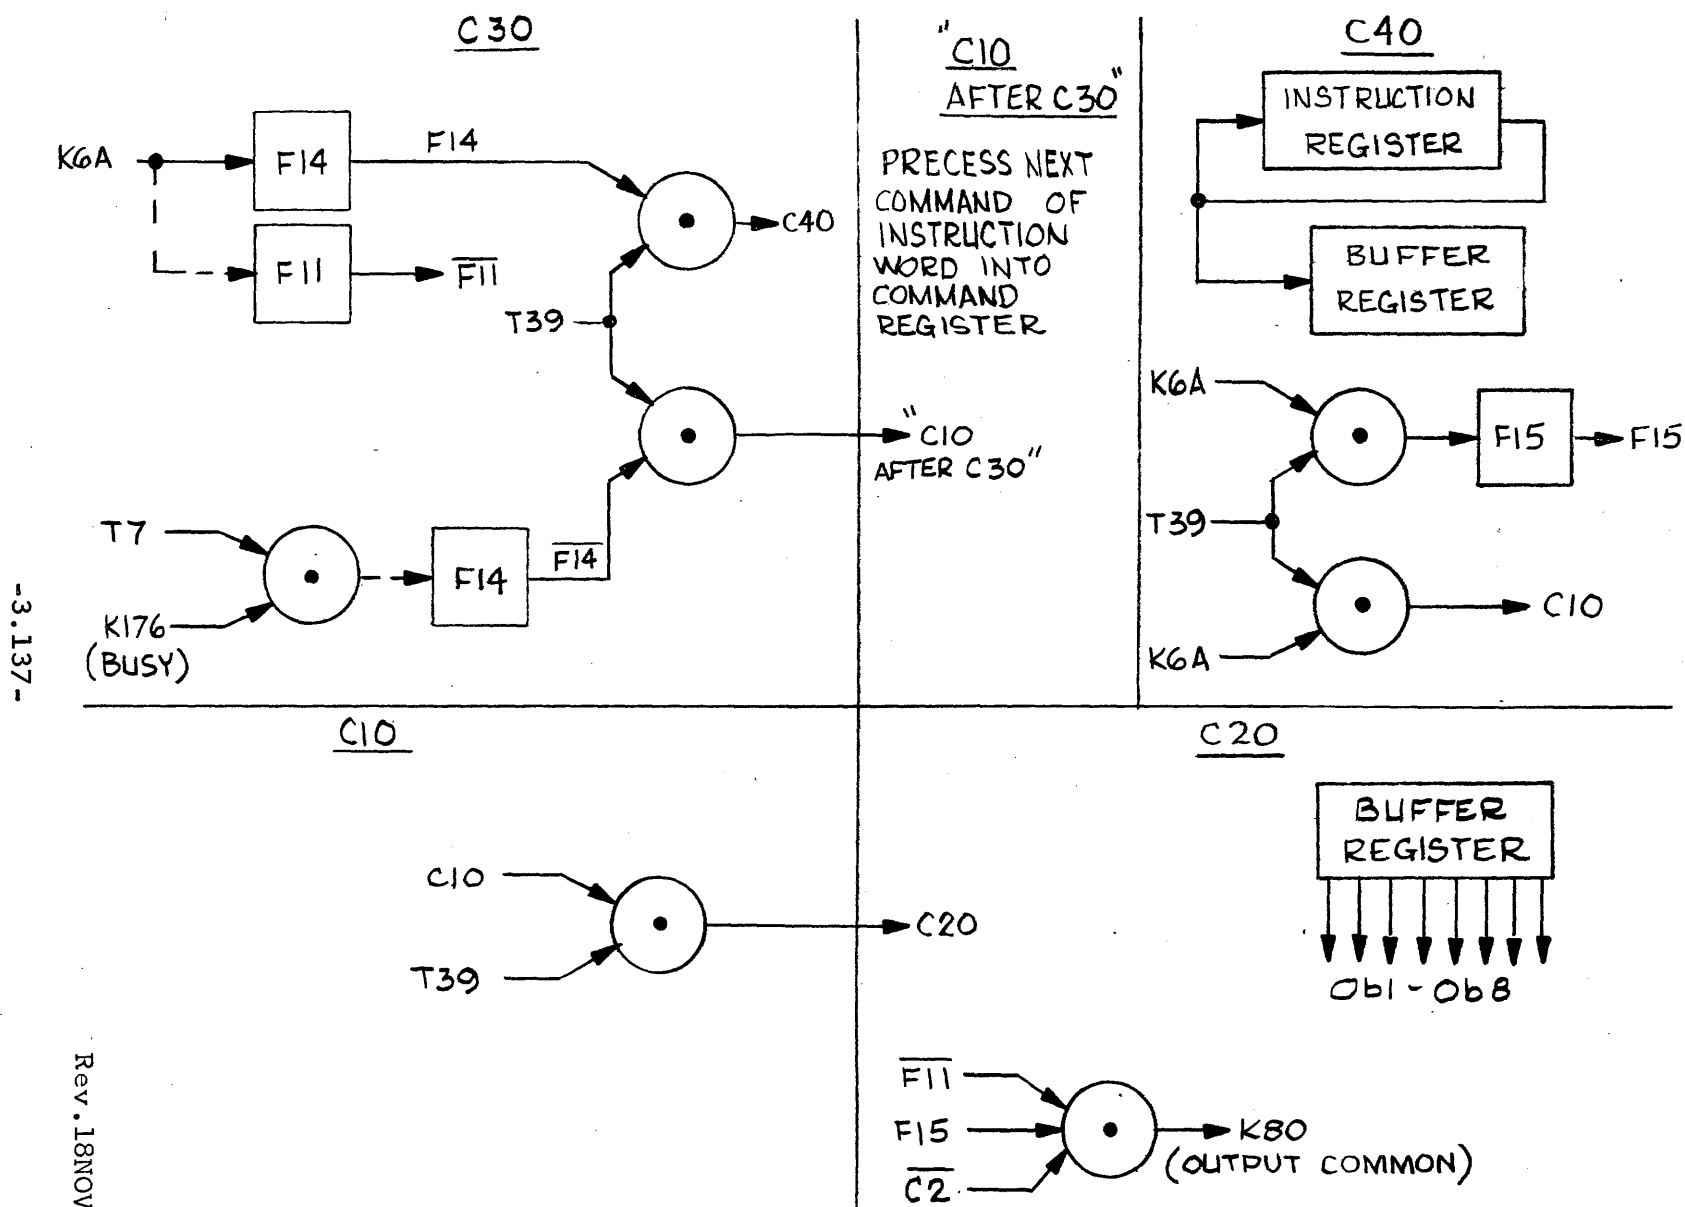 C30
K6A
F14
F14
F11
F11
C40
T39
"C10
AFTER C30"
T7
K176
(BUSY)
F14
F14
"C10
AFTER C30"
PRECESS NEXT
COMMAND OF
INSTRUCTION
WORD INTO
COMMAND
REGISTER
C40
INSTRUCTION
REGISTER
BUFFER
REGISTER
K6A
F15
F15
T39
C10
K6A
C10
C10
T39
C20
C20
BUFFER
REGISTER
Ob1-Ob8
F11
F15
C2
K80
(OUTPUT COMMON)
-3.137-
Rev.18NOV